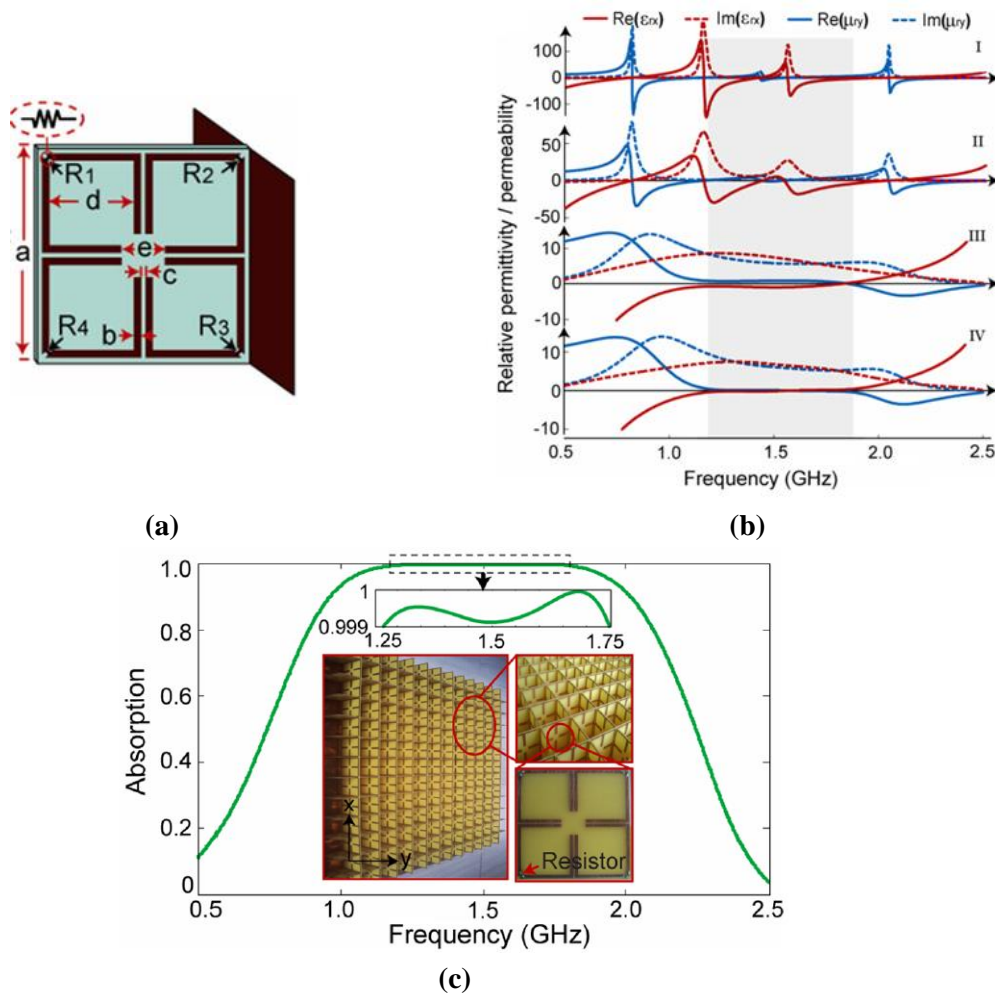 R1
R2
d
a
e
c
R4
b
R3
(a)
Re(εrx) Im(εrx) Re(μry) Im(μry)
Relative permittivity / permeability
100
0
-100
I
50
0
-50
II
10
0
-10
III
10
0
-10
IV
0.5 1.0 1.5 2.0 2.5
Frequency (GHz)
(b)
Absorption
1.0
0.8
0.6
0.4
0.2
0
1
0.999
1.25 1.5 1.75
x
y
Resistor
0.5 1.0 1.5 2.0 2.5
Frequency (GHz)
(c)